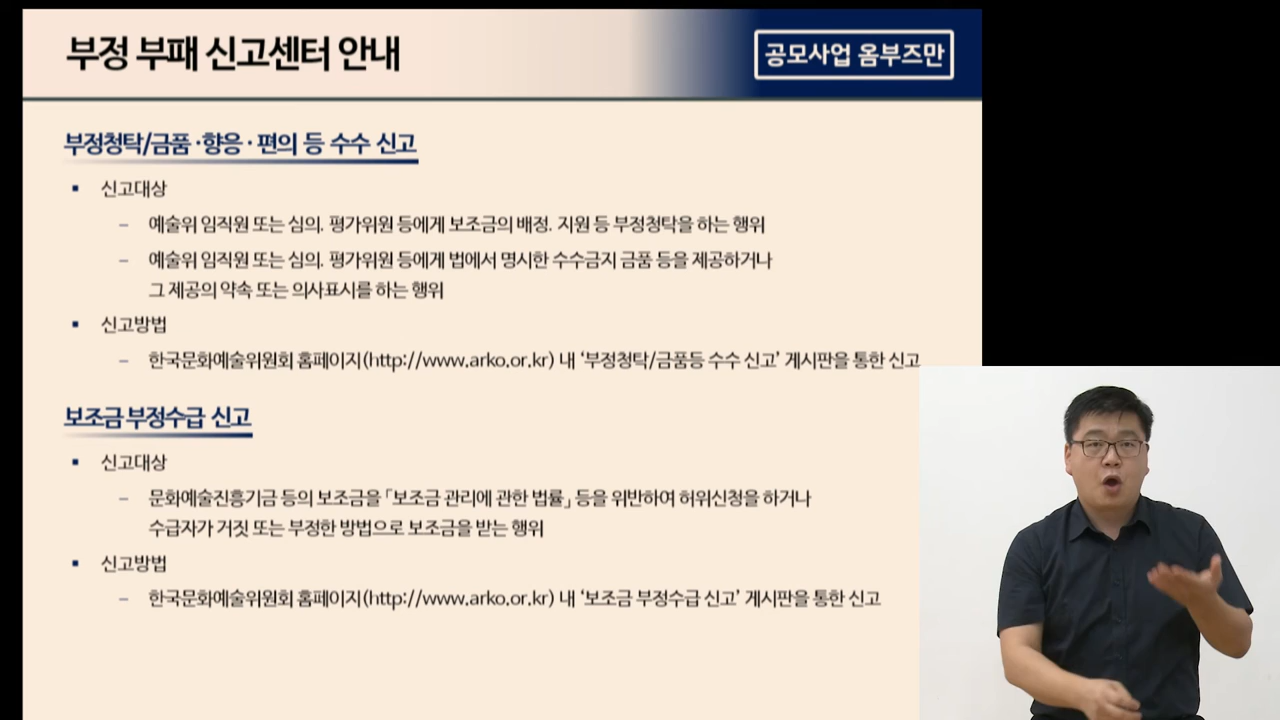 부정 부패 신고센터 안내
공모사업 옴부즈만
부정청탁/금품·향응·편의 등 수수 신고
▪ 신고대상
– 예술위 임직원 또는 심의. 평가위원 등에게 보조금의 배정. 지원 등 부정청탁을 하는 행위
– 예술위 임직원 또는 심의. 평가위원 등에게 법에서 명시한 수수금지 금품 등을 제공하거나
그 제공의 약속 또는 의사표시를 하는 행위
▪ 신고방법
– 한국문화예술위원회 홈페이지(http://www.arko.or.kr) 내 ‘부정청탁/금품등 수수 신고’ 게시판을 통한 신고
보조금 부정수급 신고
▪ 신고대상
– 문화예술진흥기금 등의 보조금을 「보조금 관리에 관한 법률」 등을 위반하여 허위신청을 하거나
수급자가 거짓 또는 부정한 방법으로 보조금을 받는 행위
▪ 신고방법
– 한국문화예술위원회 홈페이지(http://www.arko.or.kr) 내 ‘보조금 부정수급 신고’ 게시판을 통한 신고